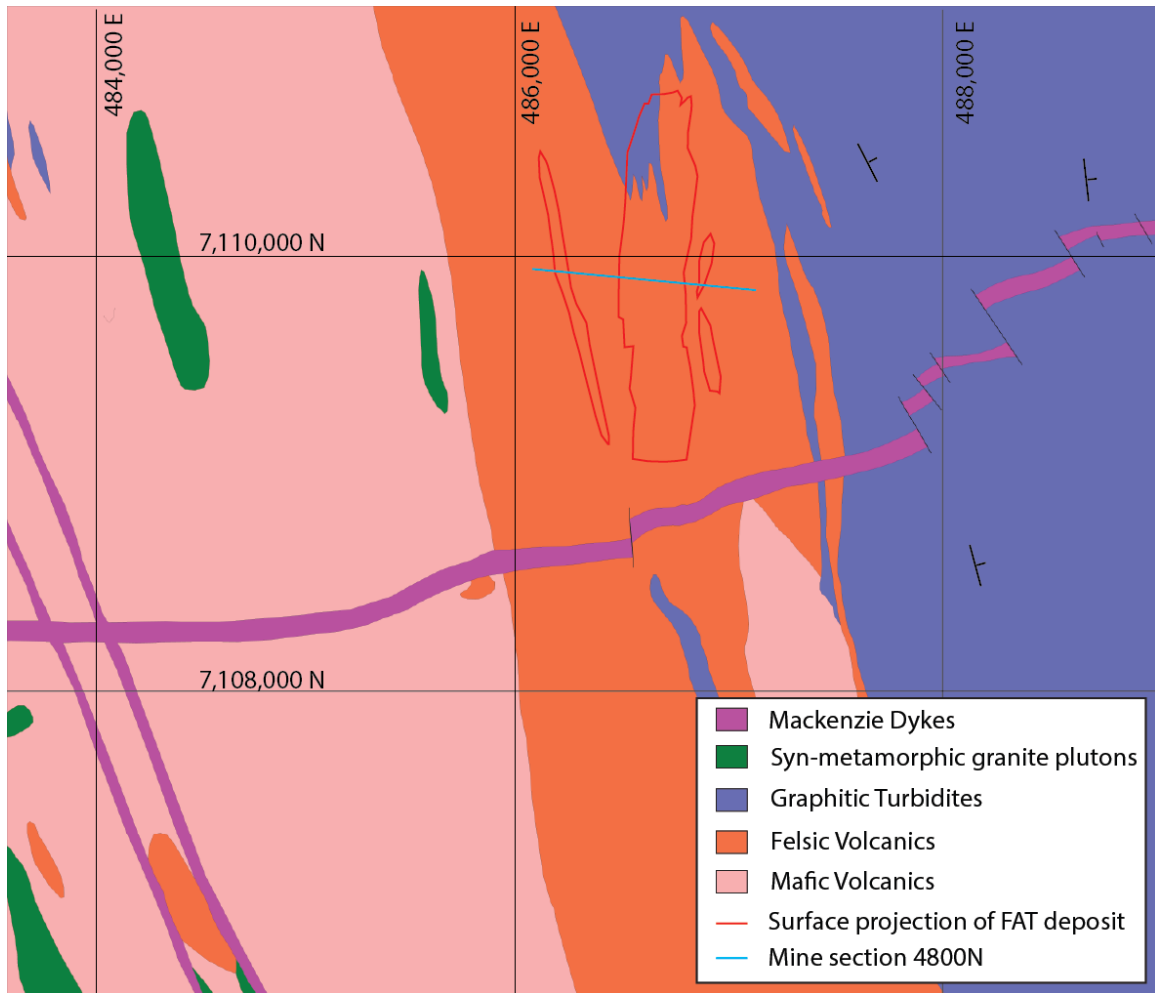 484,000 E
486,000 E
488,000 E
7,110,000 N
7,108,000 N
Mackenzie Dykes
Syn-metamorphic granite plutons
Graphitic Turbidites
Felsic Volcanics
Mafic Volcanics
Surface projection of FAT deposit
Mine section 4800N